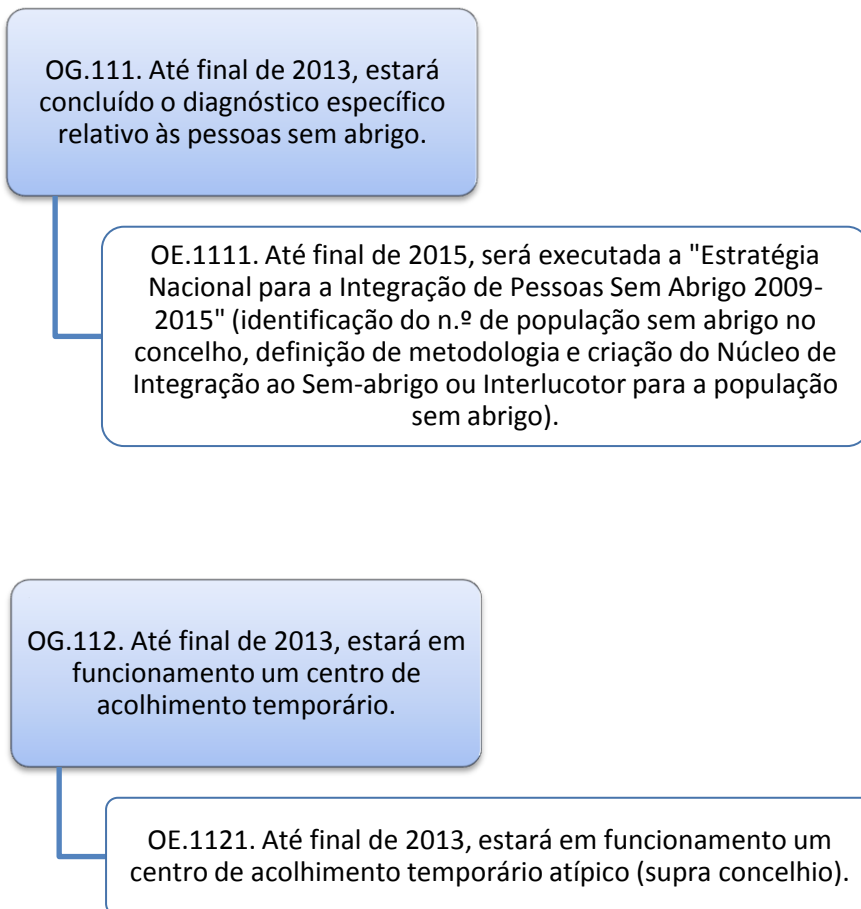 OG.111. Até final de 2013, estará
concluído o diagnóstico específico
relativo às pessoas sem abrigo.
OE.1111. Até final de 2015, será executada a "Estratégia
Nacional para a Integração de Pessoas Sem Abrigo 2009-
2015" (identificação do n.º de população sem abrigo no
concelho, definição de metodologia e criação do Núcleo de
Integração ao Sem-abrigo ou Interlucotor para a população
sem abrigo).
OG.112. Até final de 2013, estará em
funcionamento um centro de
acolhimento temporário.
OE.1121. Até final de 2013, estará em funcionamento um
centro de acolhimento temporário atípico (supra concelhio).